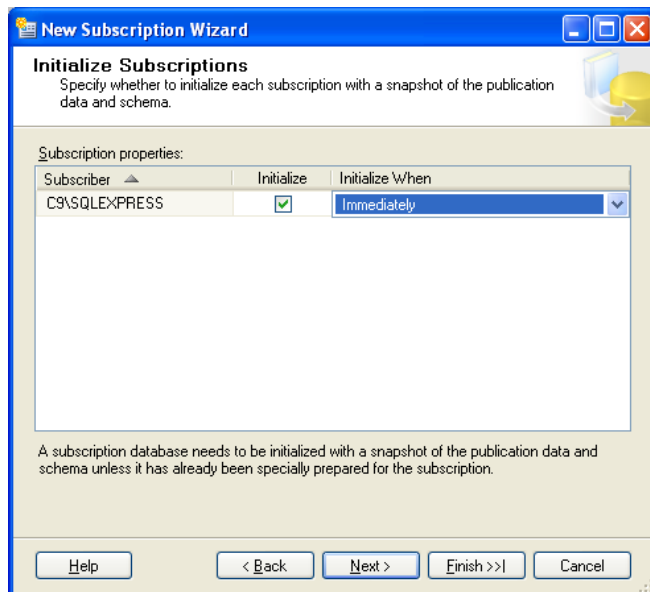 New Subscription Wizard
Initialize Subscriptions
Specify whether to initialize each subscription with a snapshot of the publication
data and schema.
Subscription properties:
Subscriber Initialize Initialize When
C9\SQLEXPRESS Immediately
A subscription database needs to be initialized with a snapshot of the publication data and
schema unless it has already been specially prepared for the subscription.
Help < Back Next > Finish >>| Cancel